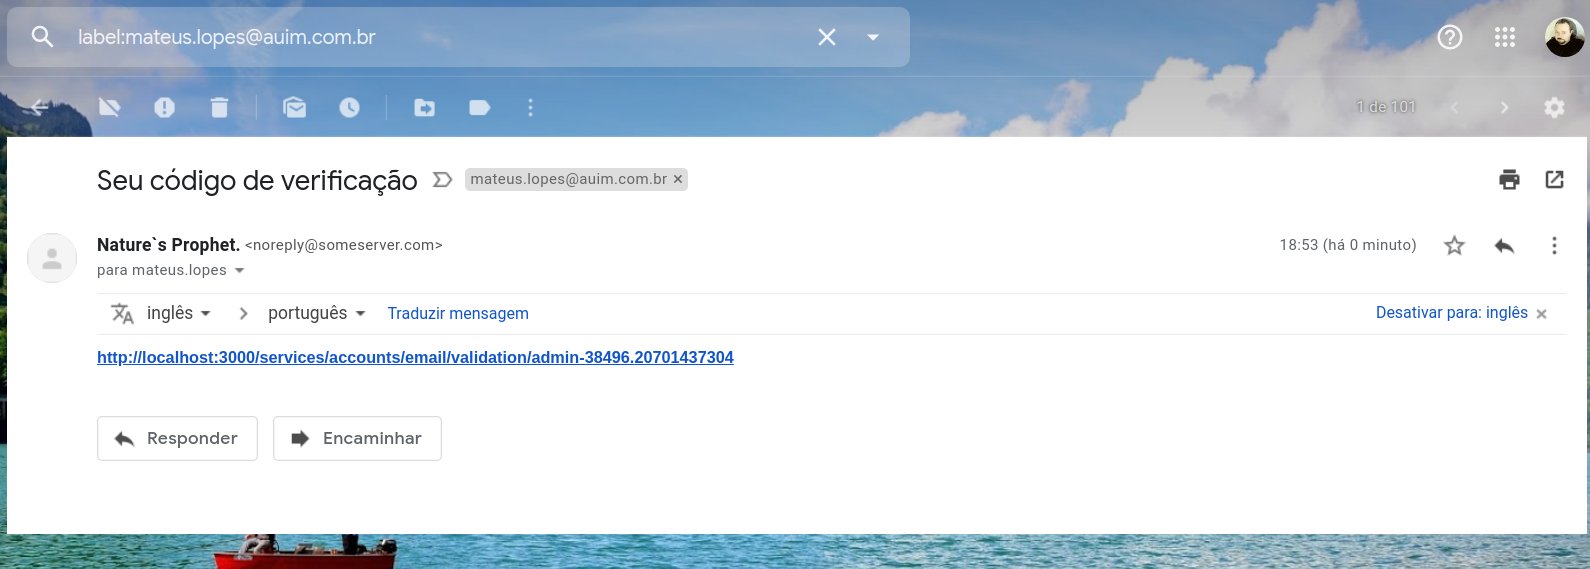 label:mateus.lopes@auim.com.br
1 de 101
Seu código de verificação mateus.lopes@auim.com.br ×
Nature`s Prophet. <noreply@someserver.com> 18:53 (há 0 minuto)
para mateus.lopes
inglês > português Traduzir mensagem Desativar para: inglês ×
http://localhost:3000/services/accounts/email/validation/admin-38496.20701437304
Responder Encaminhar